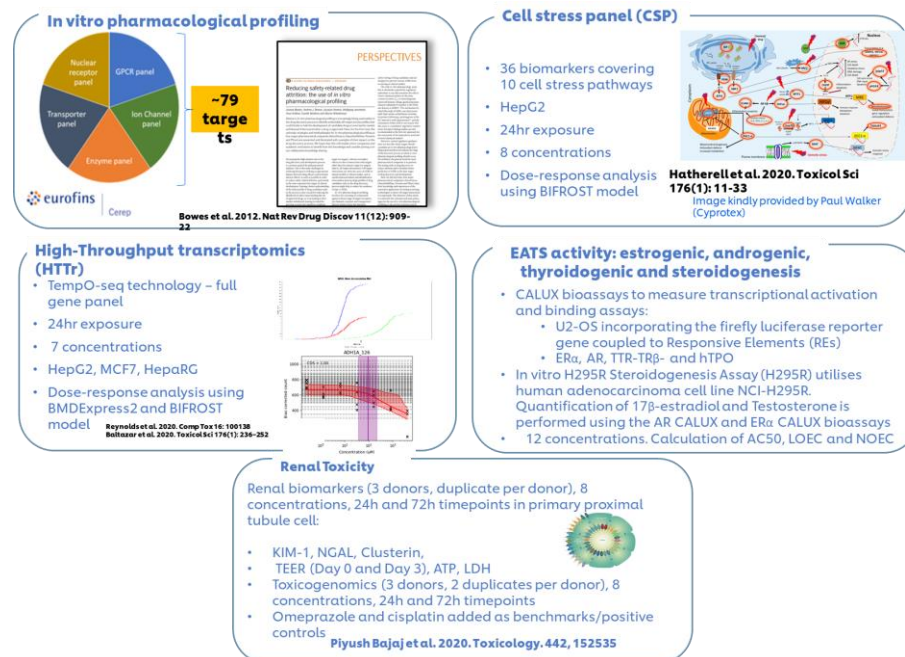 In vitro pharmacological profiling
Nuclear
receptor
panel
GPCR panel
Transporter
panel
Ion Channel
panel
Enzyme panel
~79
targe
ts
PERSPECTIVES
Reducing safety-related drug
attrition: the use of in vitro
pharmacological profiling
eurofins
Cerep
Bowes et al. 2012. Nat Rev Drug Discov 11(12): 909-
22
Cell stress panel (CSP)
• 36 biomarkers covering
10 cell stress pathways
• HepG2
• 24hr exposure
• 8 concentrations
• Dose-response analysis
using BIFROST model
Hatherell et al. 2020. Toxicol Sci
176(1): 11-33
Image kindly provided by Paul Walker
(Cyprotex)
High-Throughput transcriptomics
(HTTr)
• TempO-seq technology – full
gene panel
• 24hr exposure
• 7 concentrations
• HepG2, MCF7, HepaRG
• Dose-response analysis using
BMDExpress2 and BIFROST
model
Reynolds et al. 2020. Comp Tox 16: 100138
Baltazar et al. 2020. Toxicol Sci 176(1): 236-252
Concentration
EATS activity: estrogenic, androgenic,
thyroidogenic and steroidogenesis
• CALUX bioassays to measure transcriptional activation
and binding assays:
• U2-OS incorporating the firefly luciferase reporter
gene coupled to Responsive Elements (REs)
• ERα, AR, TTR-TRβ- and hTPO
• In vitro H295R Steroidogenesis Assay (H295R) utilises
human adenocarcinoma cell line NCI-H295R.
Quantification of 17β-estradiol and Testosterone is
performed using the AR CALUX and ERα CALUX bioassays
• 12 concentrations. Calculation of AC50, LOEC and NOEC
Renal Toxicity
Renal biomarkers (3 donors, duplicate per donor), 8
concentrations, 24h and 72h timepoints in primary proximal
tubule cell:
• KIM-1, NGAL, Clusterin,
• TEER (Day 0 and Day 3), ATP, LDH
• Toxicogenomics (3 donors, 2 duplicates per donor), 8
concentrations, 24h and 72h timepoints
• Omeprazole and cisplatin added as benchmarks/positive
controls
Piyush Bajaj et al. 2020. Toxicology. 442, 152535